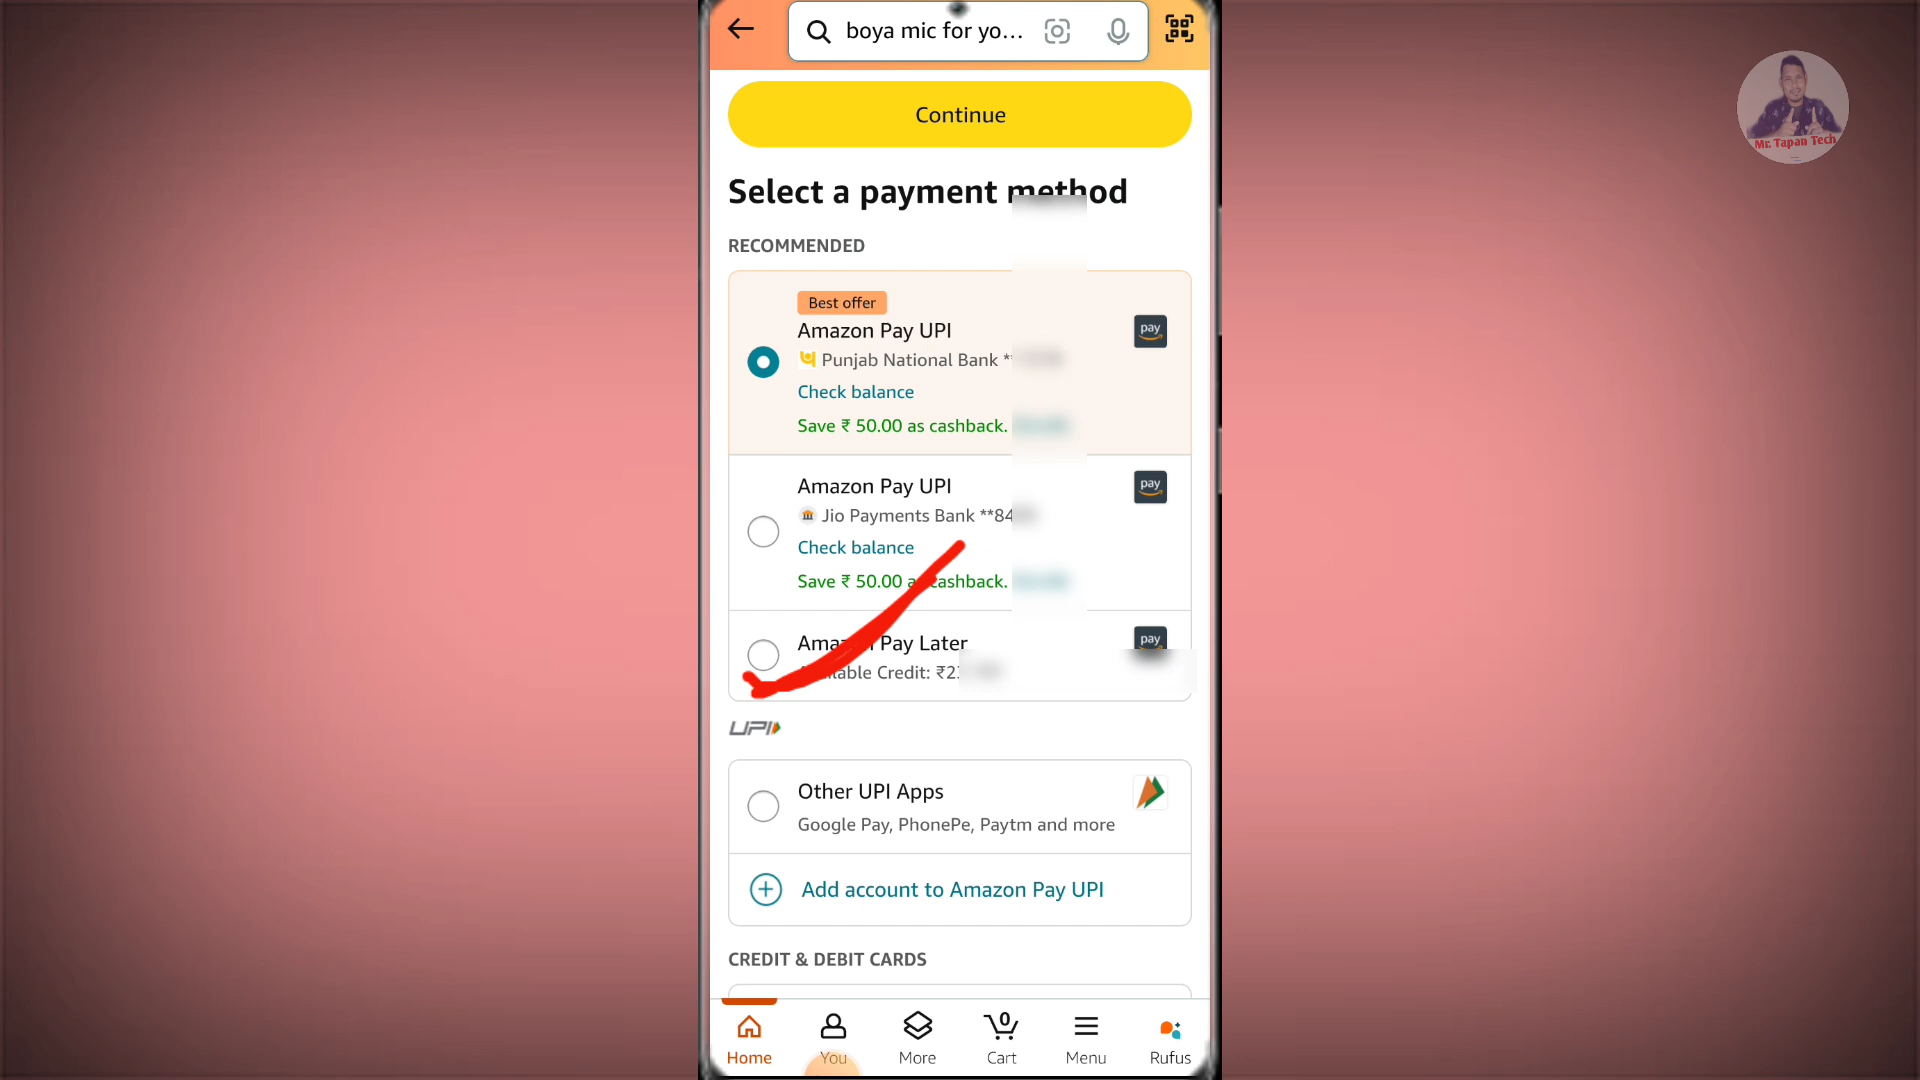 boya mic for yo...
Mr. Tapan Tech
Continue
Select a payment method
RECOMMENDED
Best offer
Amazon Pay UPI
pay
Punjab National Bank **
Check balance
Save ₹ 50.00 as cashback.
Amazon Pay UPI
pay
Jio Payments Bank **84
Check balance
Save ₹ 50.00 as cashback.
Amazon Pay Later
pay
Credit: ₹2
UPI
Other UPI Apps
Google Pay, PhonePe, Paytm and more
Add account to Amazon Pay UPI
CREDIT & DEBIT CARDS
0
Home You More Cart Menu Rufus